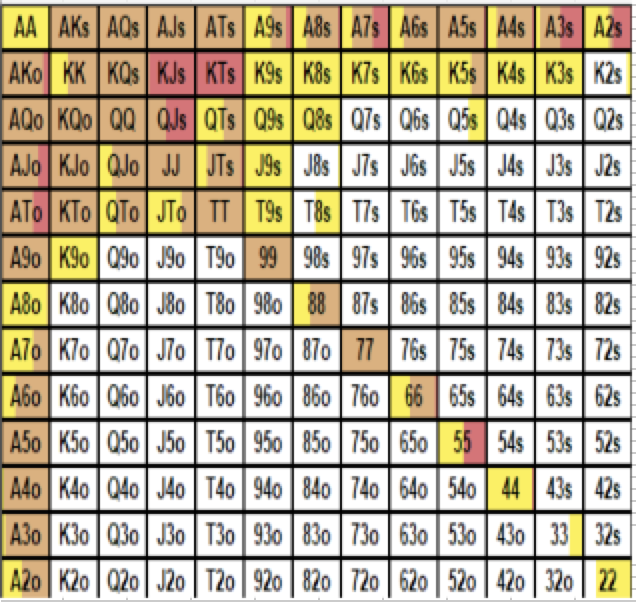 AA AKs AQs AJs ATs A9s A8s A7s A6s A5s A4s A3s A2s
AKo KK KQs KJs KTs K9s K8s K7s K6s K5s K4s K3s K2s
AQo KQo QQ QJs QTs Q9s Q8s Q7s Q6s Q5s Q4s Q3s Q2s
AJo KJo QJo JJ JTs J9s J8s J7s J6s J5s J4s J3s J2s
ATo KTo QTo JTo TT T9s T8s T7s T6s T5s T4s T3s T2s
A9o K9o Q9o J9o T9o 99 98s 97s 96s 95s 94s 93s 92s
A8o K8o Q8o J8o T8o 98o 88 87s 86s 85s 84s 83s 82s
A7o K7o Q7o J7o T7o 97o 87o 77 76s 75s 74s 73s 72s
A6o K6o Q6o J6o T6o 96o 86o 76o 66 65s 64s 63s 62s
A5o K5o Q5o J5o T5o 95o 85o 75o 65o 55 54s 53s 52s
A4o K4o Q4o J4o T4o 94o 84o 74o 64o 54o 44 43s 42s
A3o K3o Q3o J3o T3o 93o 83o 73o 63o 53o 43o 33 32s
A2o K2o Q2o J2o T2o 92o 82o 72o 62o 52o 42o 32o 22